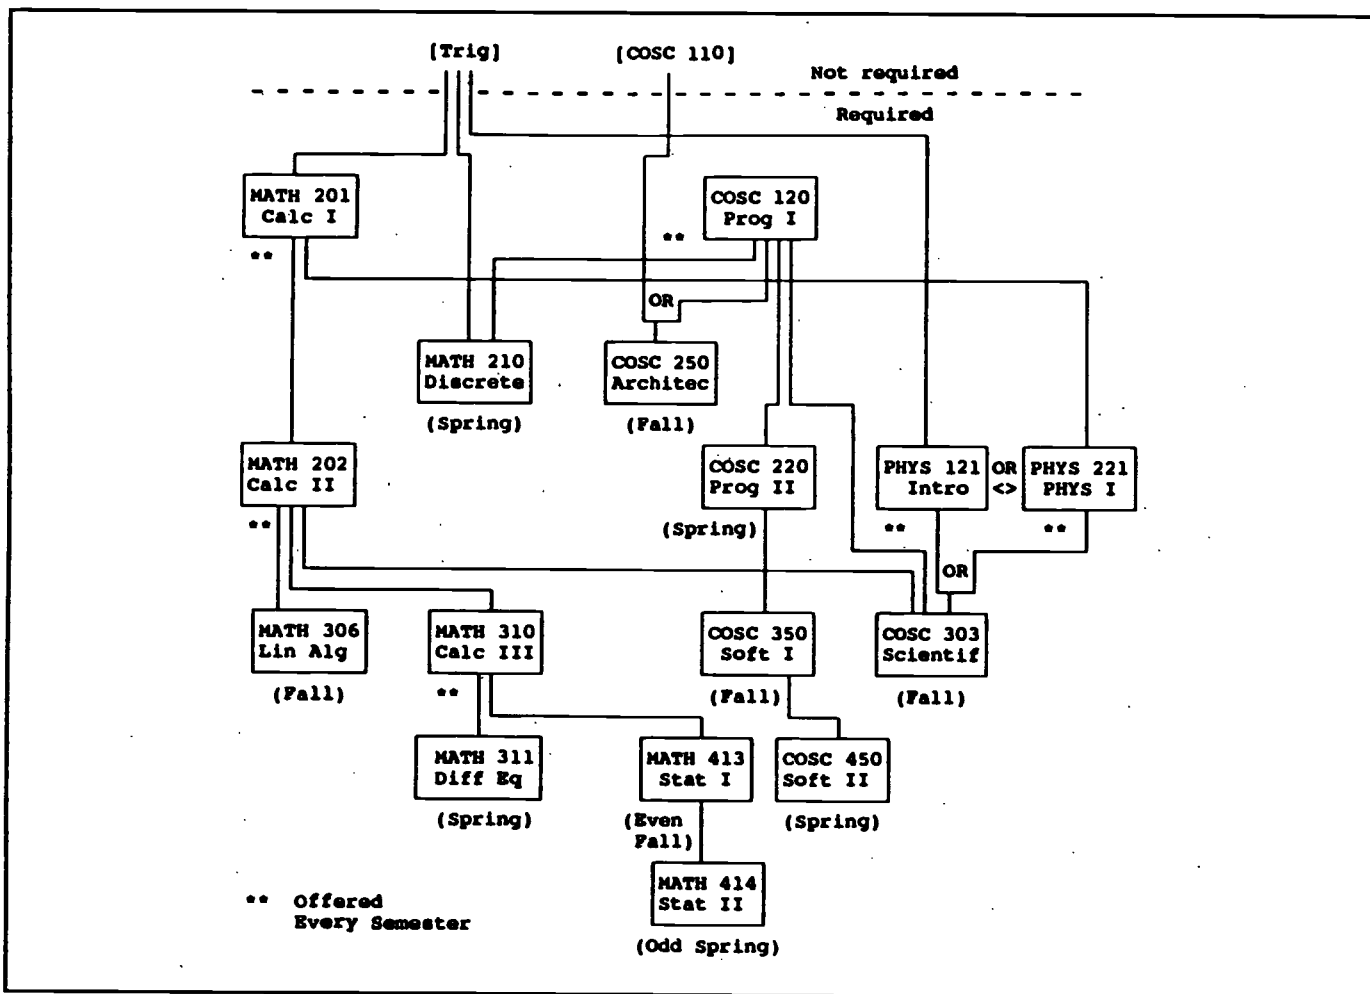 [Trig]
[COSC 110]
Not required
Required
MATH 201
Calc I
**
COSC 120
Prog I
**
OR
MATH 210
Discrete
(Spring)
COSC 250
Architec
(Fall)
MATH 202
Calc II
**
COSC 220
Prog II
(Spring)
PHYS 121
Intro
**
OR
<>
PHYS 221
PHYS I
**
OR
MATH 306
Lin Alg
(Fall)
MATH 310
Calc III
**
COSC 350
Soft I
(Fall)
COSC 303
Scientif
(Fall)
MATH 311
Diff Eq
(Spring)
MATH 413
Stat I
(Even
Fall)
COSC 450
Soft II
(Spring)
MATH 414
Stat II
(Odd Spring)
** Offered
Every Semester